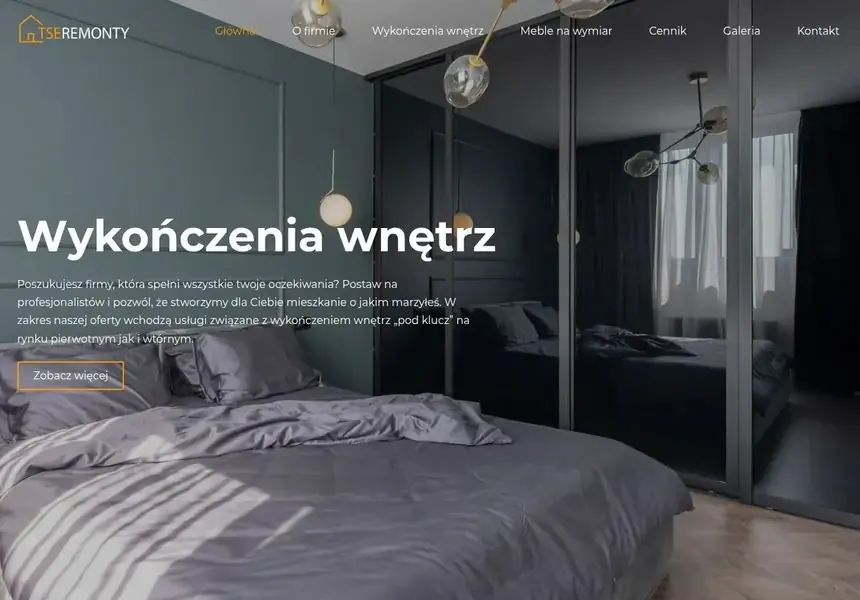 TSEREMONTY
Główna
O firmie
Wykończenia wnętrz
Meble na wymiar
Cennik
Galeria
Kontakt
Wykończenia wnętrz
Poszukujesz firmy, która spełni wszystkie twoje oczekiwania? Postaw na
profesjonalistów i pozwól, że stworzymy dla Ciebie mieszkanie o jakim marzyłeś. W
zakres naszej oferty wchodzą usługi związane z wykończeniem wnętrz „pod klucz” na
rynku pierwotnym jak i wtórnym.
Zobacz więcej